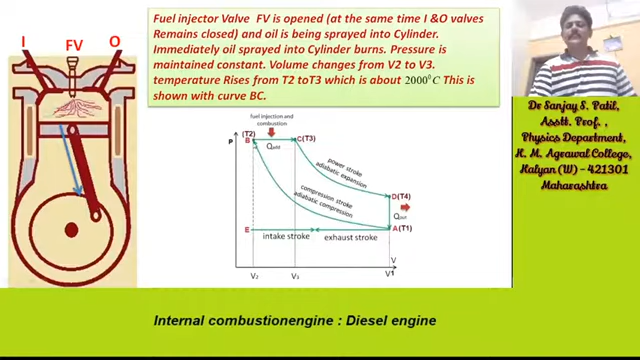 Fuel injector Valve FV is opened (at the same time I &O valves
Remains closed) and oil is being sprayed into Cylinder.
Immediately oil sprayed into Cylinder burns. Pressure is
maintained constant. Volume changes from V2 to V3.
temperature Rises from T2 toT3 which is about 2000⁰C This is
shown with curve BC.
I FV O
fuel injection and
combustion
P
(T2)
B
Qadd
C(T3)
power stroke
adiabatic expansion
compression stroke
adiabatic compression
D(T4)
Qout
E
A(T1)
intake stroke
exhaust stroke
V
V2
V3
V1
Dr Sanjay S. Patil,
Asstt. Prof. ,
Physics Department,
K. M. Agrawal College,
Kalyan (W) - 421301
Maharashtra
Internal combustionengine : Diesel engine